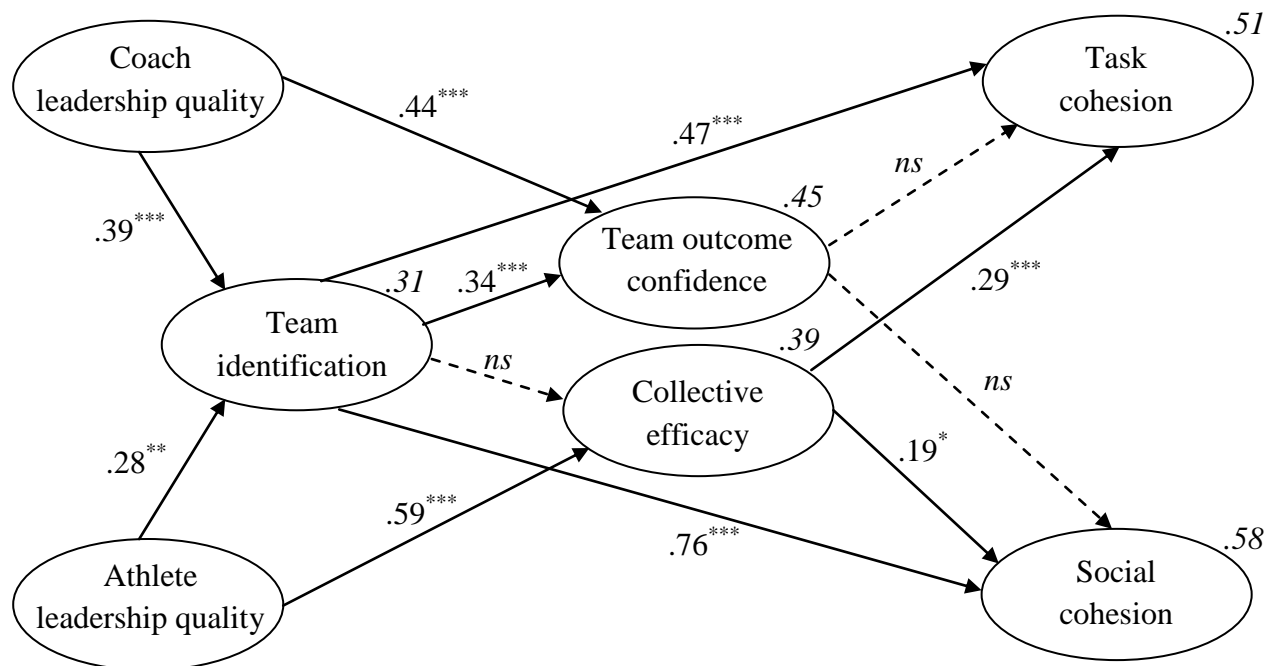 Coach
leadership quality
.44***
.39***
.47***
.51
Task
cohesion
ns
.45
Team outcome
confidence
.31
.34***
Team
identification
ns
.29***
.39
Collective
efficacy
ns
.19*
.28**
.59***
.76***
Athlete
leadership quality
.58
Social
cohesion